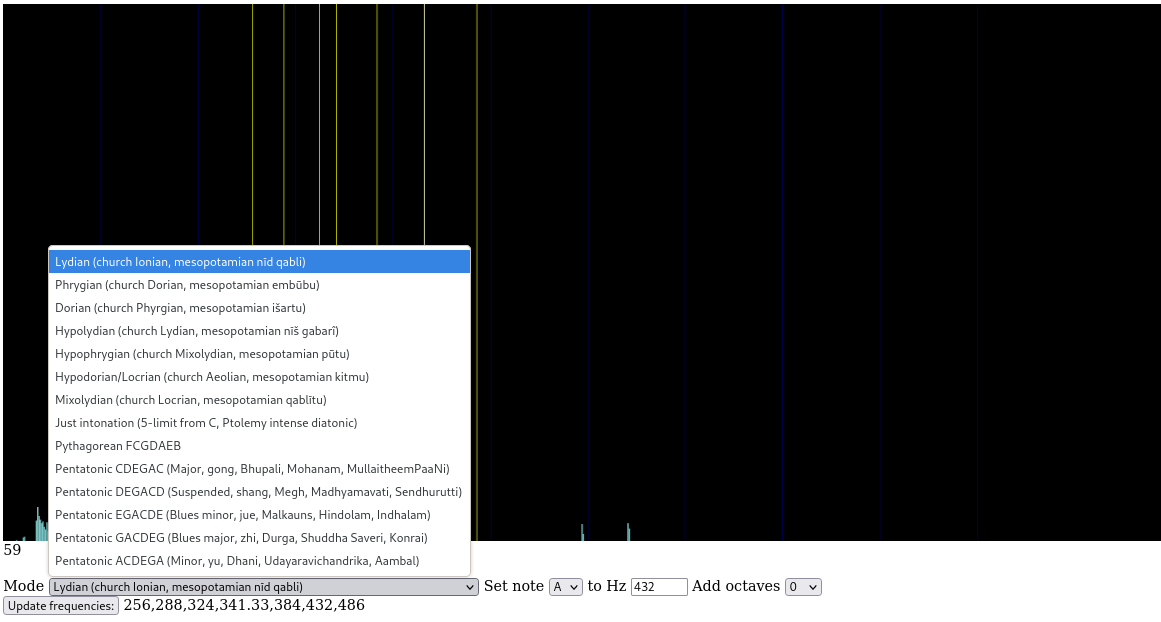 Lydian (church Ionian, mesopotamian nīd qabli)
Phrygian (church Dorian, mesopotamian embūbu)
Dorian (church Phyrgian, mesopotamian išartu)
Hypolydian (church Lydian, mesopotamian nīš gabarî)
Hypophrygian (church Mixolydian, mesopotamian pūtu)
Hypodorian/Locrian (church Aeolian, mesopotamian kitmu)
Mixolydian (church Locrian, mesopotamian qablītu)
Just intonation (5-limit from C, Ptolemy intense diatonic)
Pythagorean FCGDAEB
Pentatonic CDEGAC (Major, gong, Bhupali, Mohanam, MullaitheemPaaNi)
Pentatonic DEGACD (Suspended, shang, Megh, Madhyamavati, Sendhurutti)
Pentatonic EGACDE (Blues minor, jue, Malkauns, Hindolam, Indhalam)
Pentatonic GACDEG (Blues major, zhi, Durga, Shuddha Saveri, Konrai)
Pentatonic ACDEGA (Minor, yu, Dhani, Udayaravichandrika, Aambal)
59
Mode Lydian (church Ionian, mesopotamian nīd qabli) Set note A to Hz 432 Add octaves 0
Update frequencies: 256,288,324,341.33,384,432,486